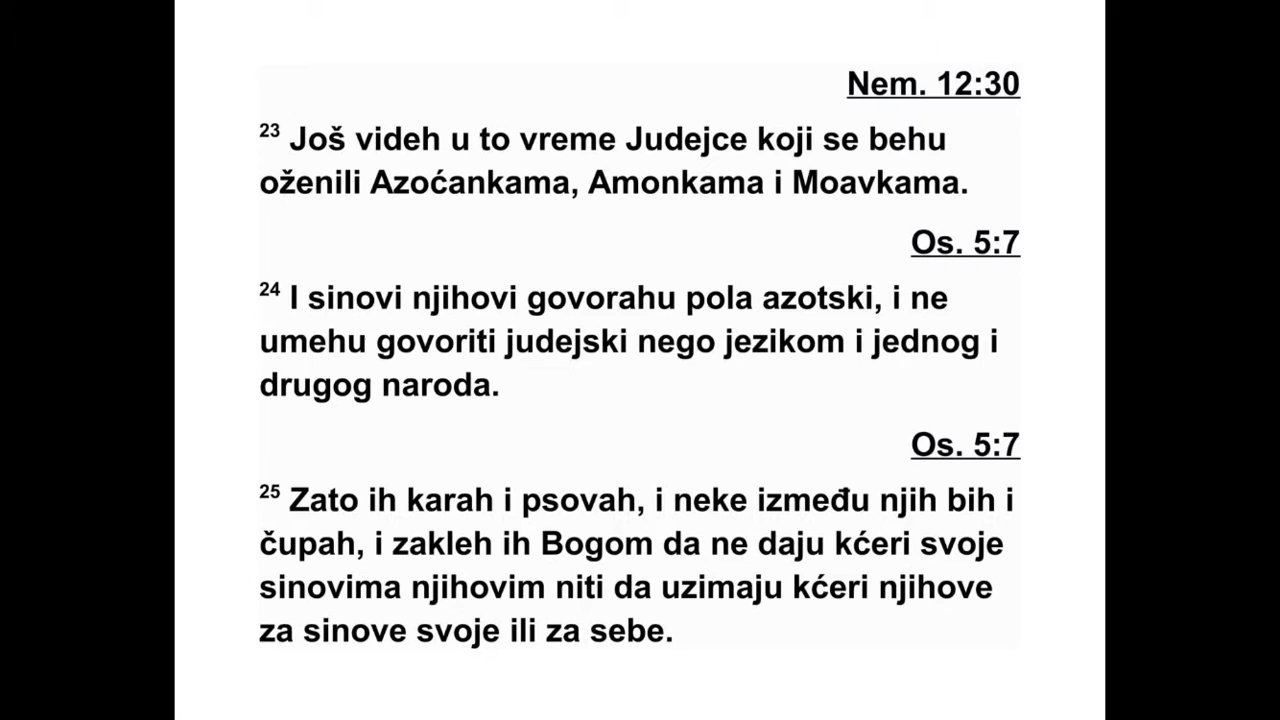 Nem. 12:30
23 Još videh u to vreme Judejce koji se behu
oženili Azoćankama, Amonkama i Moavkama.
Os. 5:7
24 I sinovi njihovi govorahu pola azotski, i ne
umehu govoriti judejski nego jezikom i jednog i
drugog naroda.
Os. 5:7
25 Zato ih karah i psovah, i neke između njih bih i
čupah, i zakleh ih Bogom da ne daju kćeri svoje
sinovima njihovim niti da uzimaju kćeri njihove
za sinove svoje ili za sebe.